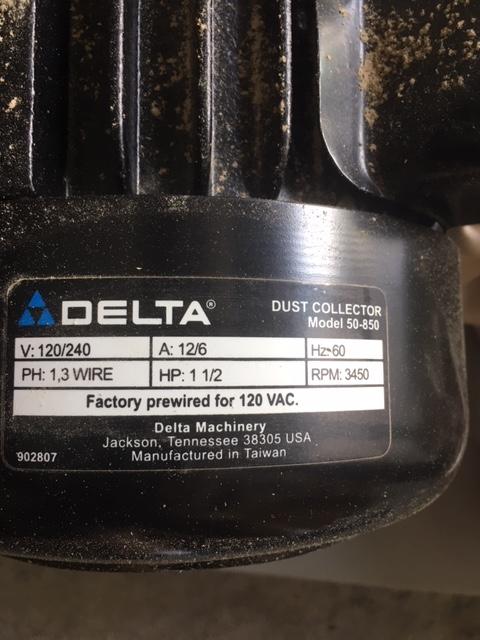 DELTA®
DUST COLLECTOR
Model 50-850
V: 120/240 A: 12/6 Hz: 60
PH: 1,3 WIRE HP: 1 1/2 RPM: 3450
Factory prewired for 120 VAC.
Delta Machinery
Jackson, Tennessee 38305 USA
902807 Manufactured in Taiwan